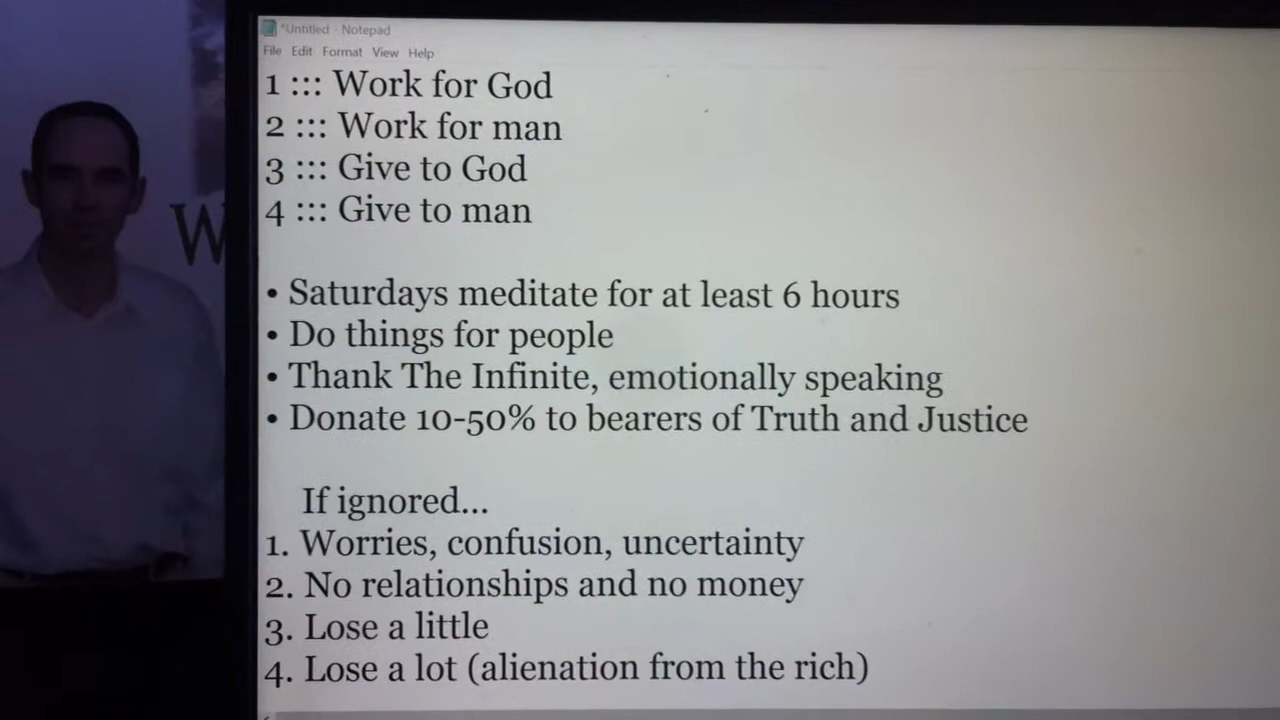 *Untitled - Notepad
File Edit Format View Help
1 ::: Work for God
2 ::: Work for man
3 ::: Give to God
4 ::: Give to man
W
• Saturdays meditate for at least 6 hours
• Do things for people
• Thank The Infinite, emotionally speaking
• Donate 10-50% to bearers of Truth and Justice
If ignored...
1. Worries, confusion, uncertainty
2. No relationships and no money
3. Lose a little
4. Lose a lot (alienation from the rich)